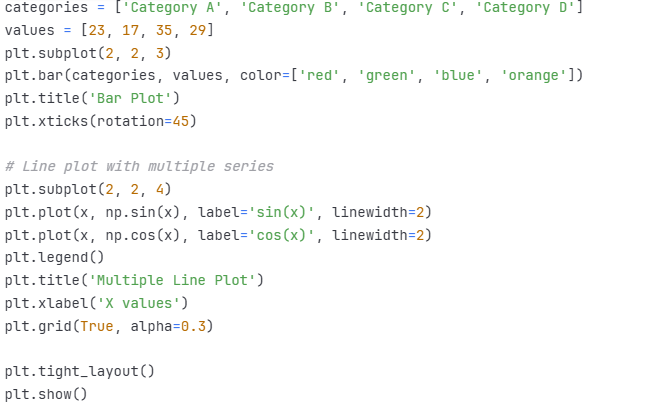 categories = ['Category A', 'Category B', 'Category C', 'Category D']
values = [23, 17, 35, 29]
plt.subplot(2, 2, 3)
plt.bar(categories, values, color=['red', 'green', 'blue', 'orange'])
plt.title('Bar Plot')
plt.xticks(rotation=45)

# Line plot with multiple series
plt.subplot(2, 2, 4)
plt.plot(x, np.sin(x), label='sin(x)', linewidth=2)
plt.plot(x, np.cos(x), label='cos(x)', linewidth=2)
plt.legend()
plt.title('Multiple Line Plot')
plt.xlabel('X values')
plt.grid(True, alpha=0.3)

plt.tight_layout()
plt.show()